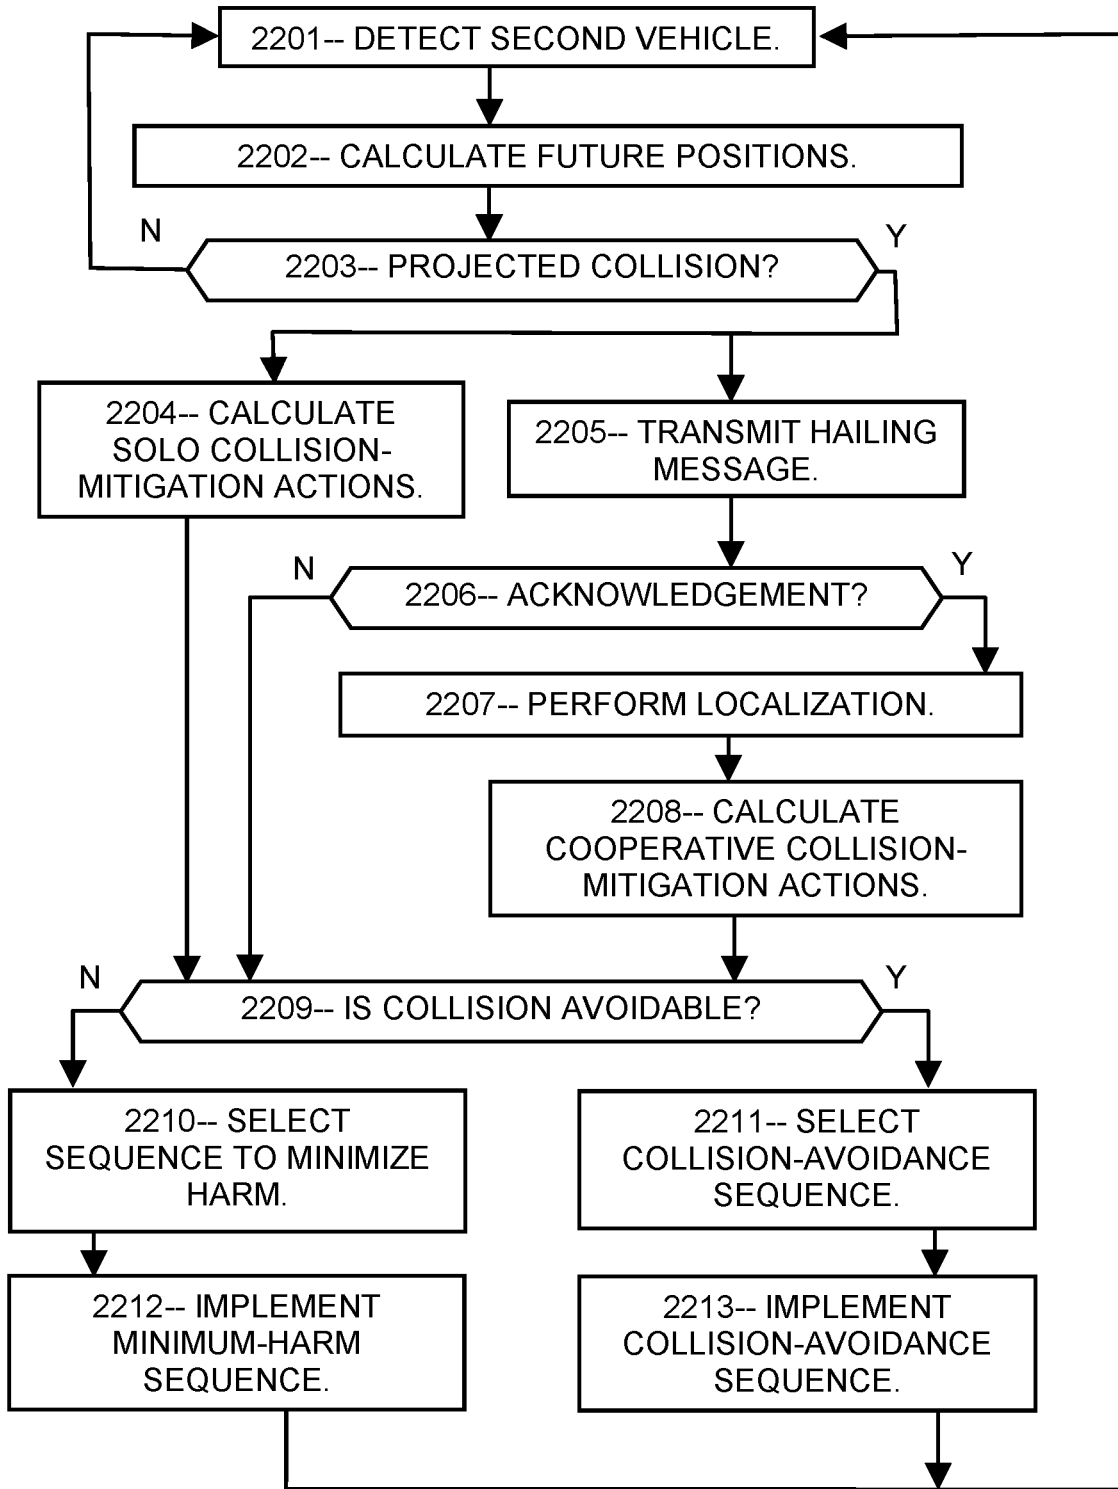 2201-- DETECT SECOND VEHICLE.
2202-- CALCULATE FUTURE POSITIONS.
N
Y
2203-- PROJECTED COLLISION?
2204-- CALCULATE
SOLO COLLISION-
MITIGATION ACTIONS.
2205-- TRANSMIT HAILING
MESSAGE.
N
Y
2206-- ACKNOWLEDGEMENT?
2207-- PERFORM LOCALIZATION.
2208-- CALCULATE
COOPERATIVE COLLISION-
MITIGATION ACTIONS.
N
Y
2209-- IS COLLISION AVOIDABLE?
2210-- SELECT
SEQUENCE TO MINIMIZE
HARM.
2211-- SELECT
COLLISION-AVOIDANCE
SEQUENCE.
2212-- IMPLEMENT
MINIMUM-HARM
SEQUENCE.
2213-- IMPLEMENT
COLLISION-AVOIDANCE
SEQUENCE.